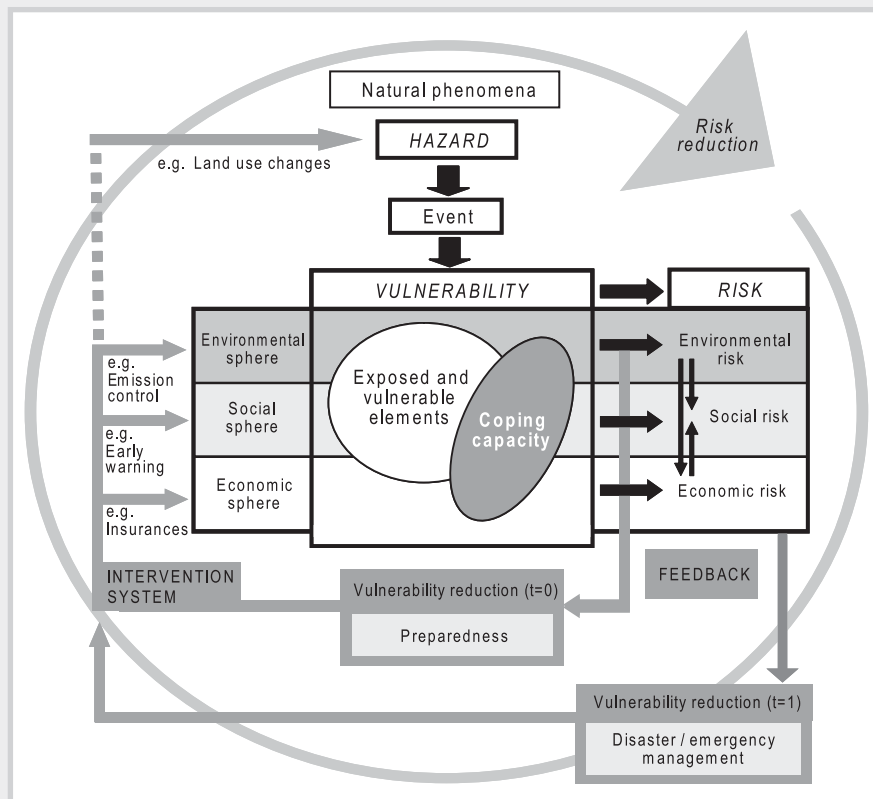 Natural phenomena
HAZARD
e.g. Land use changes
Risk
reduction
Event
VULNERABILITY
RISK
Environmental
sphere
Environmental
risk
e.g.
Emission
control
Exposed and
vulnerable
elements
Social
sphere
Coping
capacity
Social risk
e.g.
Early
warning
Economic
sphere
Economic risk
e.g.
Insurances
INTERVENTION
SYSTEM
Vulnerability reduction (t=0)
Preparedness
FEEDBACK
Vulnerability reduction (t=1)
Disaster / emergency
management